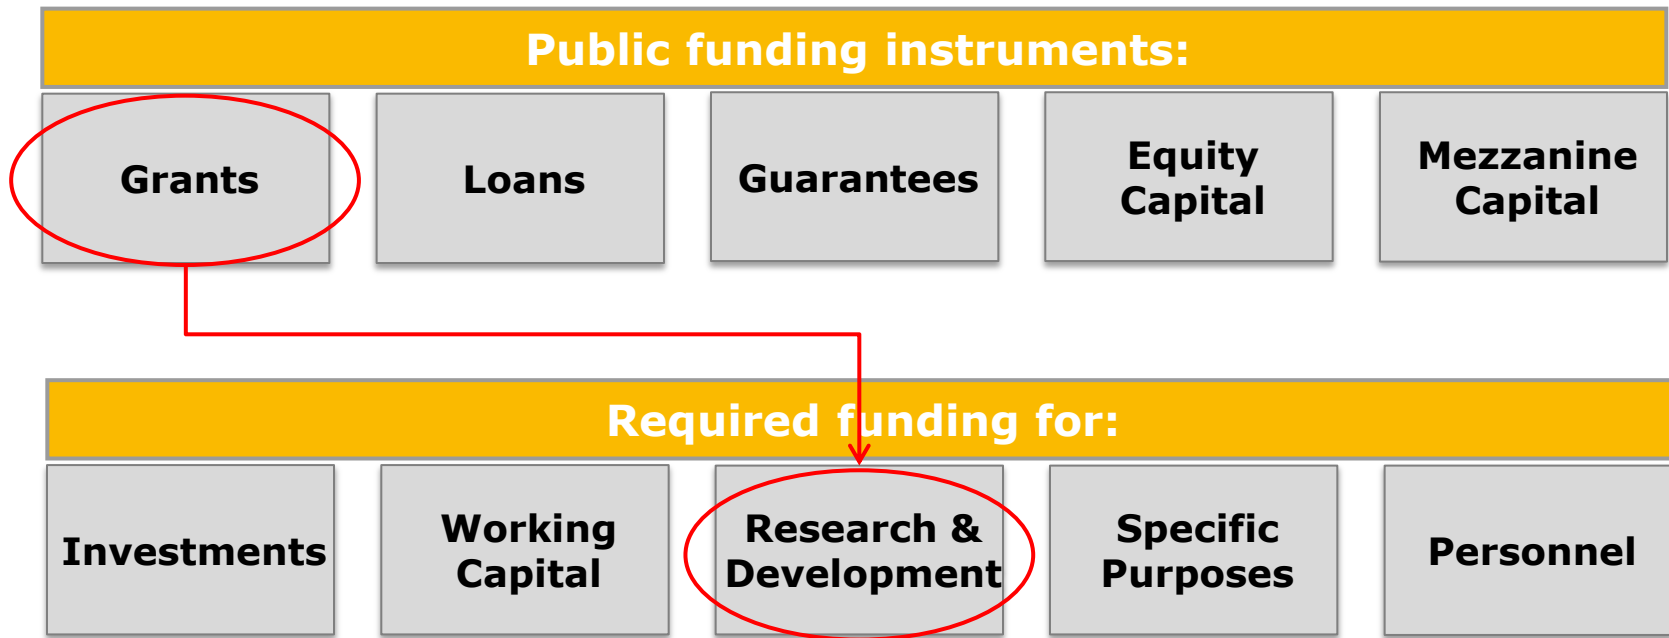 Public funding instruments:
Grants
Loans
Guarantees
Equity
Capital
Mezzanine
Capital
Required funding for:
Investments
Working
Capital
Research &
Development
Specific
Purposes
Personnel